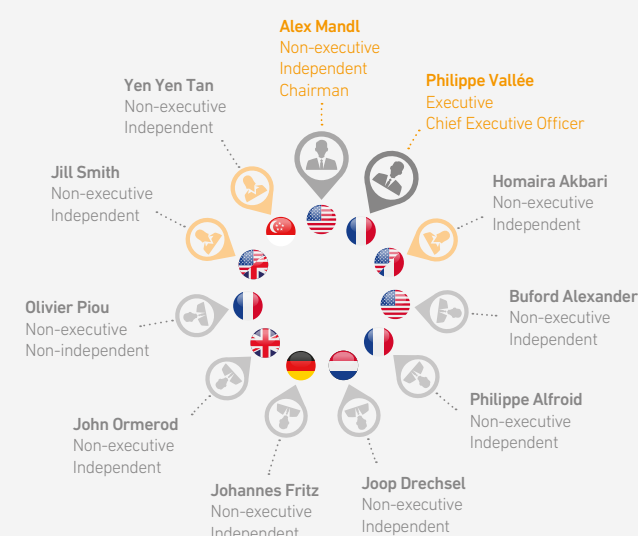 Alex Mandl
Non-executive
Independent
Chairman
Philippe Vallée
Executive
Chief Executive Officer
Homaira Akbari
Non-executive
Independent
Buford Alexander
Non-executive
Independent
Philippe Alfroid
Non-executive
Independent
Joop Drechsel
Non-executive
Independent
Johannes Fritz
Non-executive
Independent
John Ormerod
Non-executive
Independent
Olivier Piou
Non-executive
Non-independent
Jill Smith
Non-executive
Independent
Yen Yen Tan
Non-executive
Independent